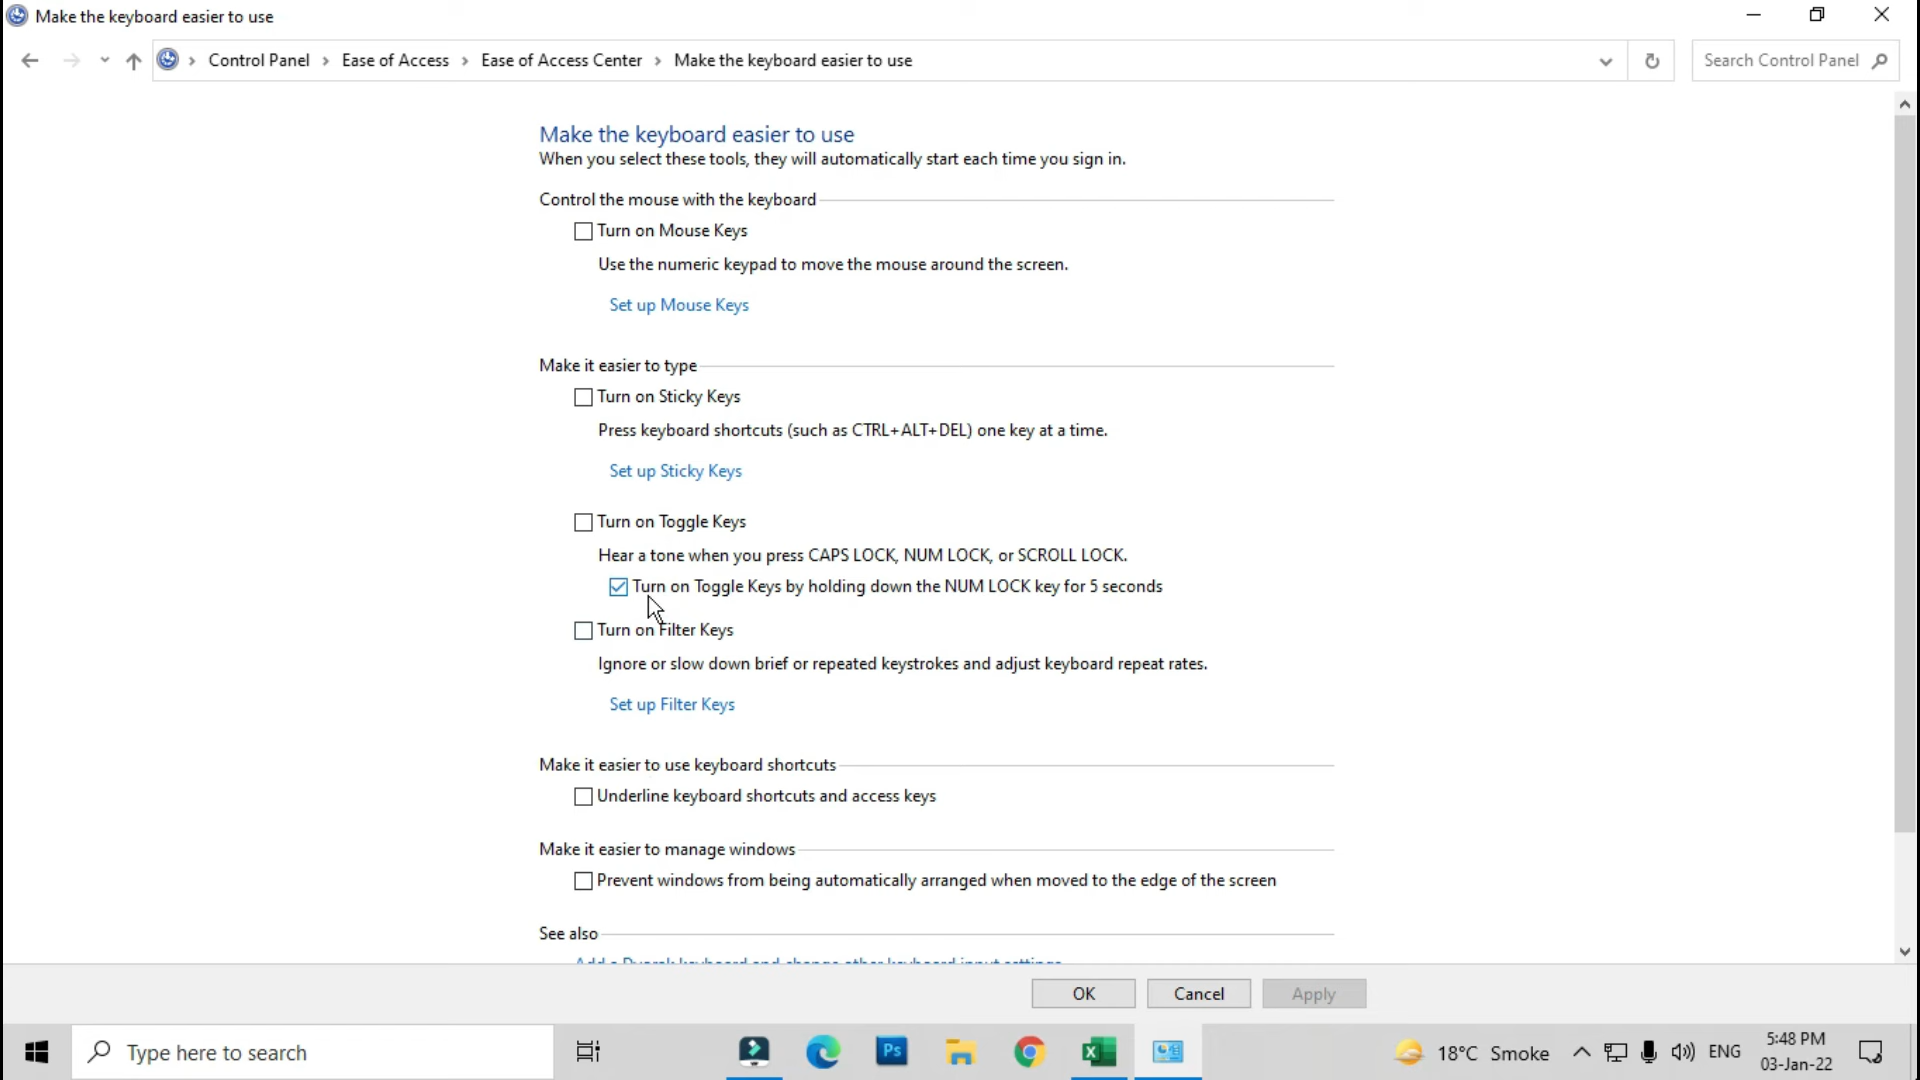 Make the keyboard easier to use
Control Panel › Ease of Access › Ease of Access Center › Make the keyboard easier to use
Search Control Panel
Make the keyboard easier to use
When you select these tools, they will automatically start each time you sign in.
Control the mouse with the keyboard
Turn on Mouse Keys
Use the numeric keypad to move the mouse around the screen.
Set up Mouse Keys
Make it easier to type
Turn on Sticky Keys
Press keyboard shortcuts (such as CTRL+ALT+DEL) one key at a time.
Set up Sticky Keys
Turn on Toggle Keys
Hear a tone when you press CAPS LOCK, NUM LOCK, or SCROLL LOCK.
Turn on Toggle Keys by holding down the NUM LOCK key for 5 seconds
Turn on Filter Keys
Ignore or slow down brief or repeated keystrokes and adjust keyboard repeat rates.
Set up Filter Keys
Make it easier to use keyboard shortcuts
Underline keyboard shortcuts and access keys
Make it easier to manage windows
Prevent windows from being automatically arranged when moved to the edge of the screen
See also
Add a Dvorak keyboard and change other keyboard input settings
OK Cancel Apply
Type here to search
Ps
18°C Smoke
ENG
5:48 PM
03-Jan-22